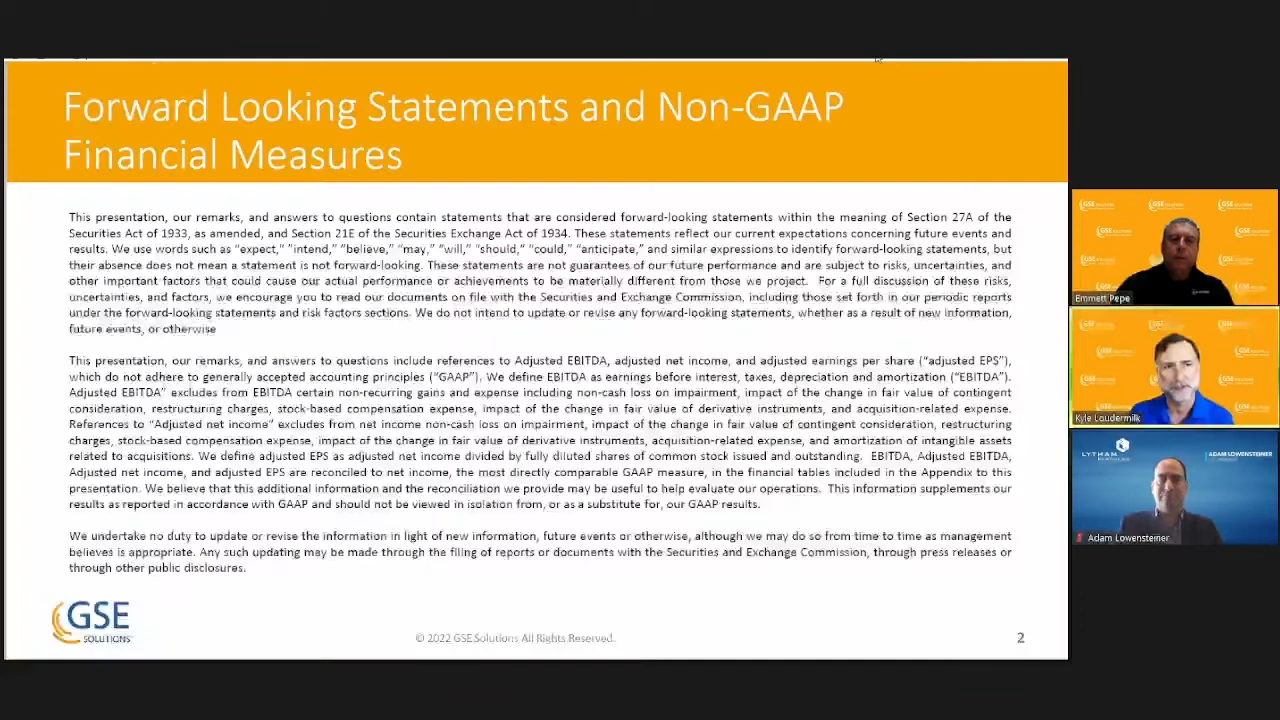 Forward Looking Statements and Non-GAAP
Financial Measures
This presentation, our remarks, and answers to questions contain statements that are considered forward-looking statements within the meaning of Section 27A of the
Securities Act of 1933, as amended, and Section 21E of the Securities Exchange Act of 1934. These statements reflect our current expectations concerning future events and
results. We use words such as “expect,” “intend,” “believe,” “may,” “will,” “should,” “could,” “anticipate,” and similar expressions to identify forward-looking statements, but
their absence does not mean a statement is not forward-looking. These statements are not guarantees of our future performance and are subject to risks, uncertainties, and
other important factors that could cause our actual performance or achievements to be materially different from those we project. For a full discussion of these risks,
uncertainties, and factors, we encourage you to read our documents on file with the Securities and Exchange Commission, including those set forth in our periodic reports
under the forward-looking statements and risk factors sections. We do not intend to update or revise any forward-looking statements, whether as a result of new information,
future events, or otherwise
This presentation, our remarks, and answers to questions include references to Adjusted EBITDA, adjusted net income, and adjusted earnings per share (“adjusted EPS”),
which do not adhere to generally accepted accounting principles (“GAAP”). We define EBITDA as earnings before interest, taxes, depreciation and amortization (“EBITDA”).
Adjusted EBITDA” excludes from EBITDA certain non-recurring gains and expense including non-cash loss on impairment, impact of the change in fair value of contingent
consideration, restructuring charges, stock-based compensation expense, impact of the change in fair value of derivative instruments, and acquisition-related expense.
References to “Adjusted net income” excludes from net income non-cash loss on impairment, impact of the change in fair value of contingent consideration, restructuring
charges, stock-based compensation expense, impact of the change in fair value of derivative instruments, acquisition-related expense, and amortization of intangible assets
related to acquisitions. We define adjusted EPS as adjusted net income divided by fully diluted shares of common stock issued and outstanding. EBITDA, Adjusted EBITDA,
Adjusted net income, and adjusted EPS are reconciled to net income, the most directly comparable GAAP measure, in the financial tables included in the Appendix to this
presentation. We believe that this additional information and the reconciliation we provide may be useful to help evaluate our operations. This information supplements our
results as reported in accordance with GAAP and should not be viewed in isolation from, or as a substitute for, our GAAP results.
We undertake no duty to update or revise the information in light of new information, future events or otherwise, although we may do so from time to time as management
believes is appropriate. Any such updating may be made through the filing of reports or documents with the Securities and Exchange Commission, through press releases or
through other public disclosures.
GSE
SOLUTIONS
© 2022 GSE Solutions All Rights Reserved.
2
Emmett Pepe
Kyle Loudermilk
LYTHAM
ADAM LOWENSTEINER
Adam Lowensteiner